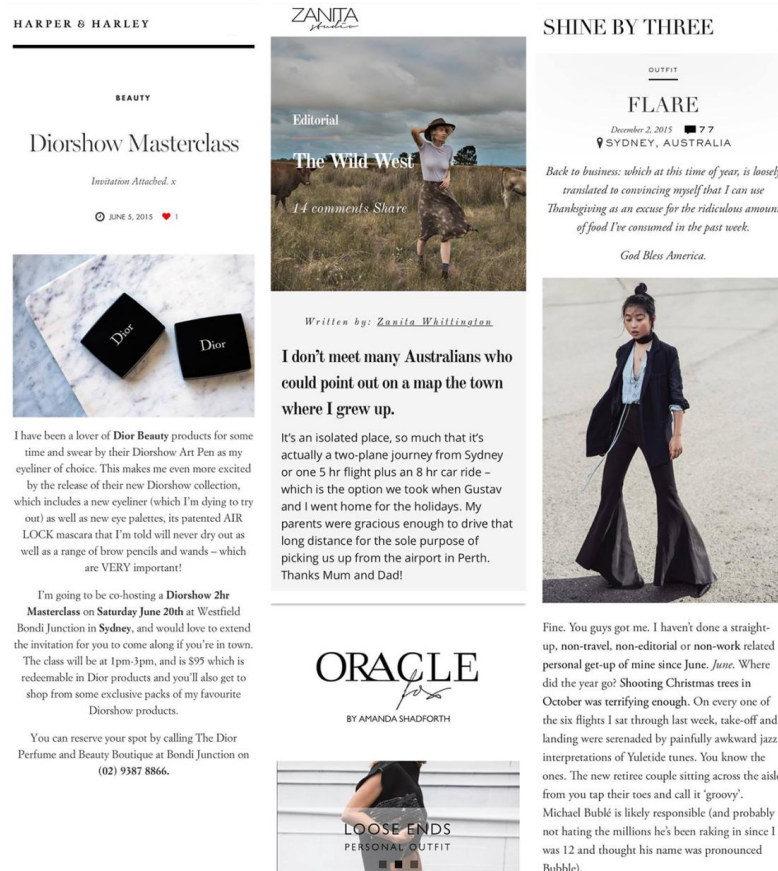 HARPER & HARLEY
BEAUTY
Diorshow Masterclass
Invitation Attached. x
JUNE 5, 2015 1
Dior
Dior
I have been a lover of Dior Beauty products for some
time and swear by their Diorshow Art Pen as my
eyeliner of choice. This makes me even more excited
by the release of their new Diorshow collection,
which includes a new eyeliner (which I'm dying to try
out) as well as new eye palettes, its patented AIR
LOCK mascara that I'm told will never dry out as
well as a range of brow pencils and wands – which
are VERY important!
I'm going to be co-hosting a Diorshow 2hr
Masterclass on Saturday June 20th at Westfield
Bondi Junction in Sydney, and would love to extend
the invitation for you to come along if you're in town.
The class will be at 1pm-3pm, and is $95 which is
redeemable in Dior products and you'll also get to
shop from some exclusive packs of my favourite
Diorshow products.
You can reserve your spot by calling The Dior
Perfume and Beauty Boutique at Bondi Junction on
(02) 9387 8866.
ZANITA
studio
Editorial
The Wild West
14 comments Share
Written by: Zanita Whittington
I don't meet many Australians who
could point out on a map the town
where I grew up.
It's an isolated place, so much that it's
actually a two-plane journey from Sydney
or one 5 hr flight plus an 8 hr car ride –
which is the option we took when Gustav
and I went home for the holidays. My
parents were gracious enough to drive that
long distance for the sole purpose of
picking us up from the airport in Perth.
Thanks Mum and Dad!
ORACLE
fox
BY AMANDA SHADFORTH
LOOSE ENDS
PERSONAL OUTFIT
SHINE BY THREE
OUTFIT
FLARE
December 2, 2015 77
SYDNEY, AUSTRALIA
Back to business: which at this time of year, is loosely
translated to convincing myself that I can use
Thanksgiving as an excuse for the ridiculous amoun
of food I've consumed in the past week.
God Bless America.
Fine. You guys got me. I haven't done a straight-
up, non-travel, non-editorial or non-work related
personal get-up of mine since June. June. Where
did the year go? Shooting Christmas trees in
October was terrifying enough. On every one of
the six flights I sat through last week, take-off and
landing were serenaded by painfully awkward jazz
interpretations of Yuletide tunes. You know the
ones. The new retiree couple sitting across the aisle
from you tap their toes and call it 'groovy'.
Michael Bublé is likely responsible (and probably
not hating the millions he's been raking in since I
was 12 and thought his name was pronounced
Bubble)